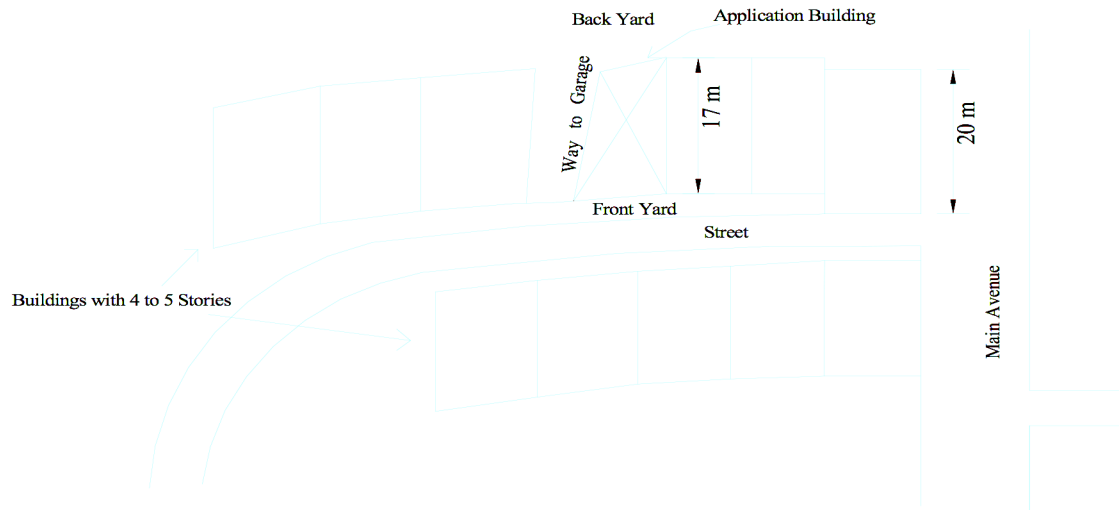 Back Yard
Application Building
Way to Garage
17 m
20 m
Front Yard
Street
Buildings with 4 to 5 Stories
Main Avenue